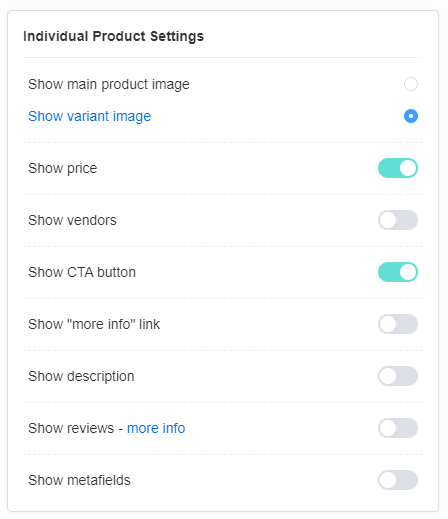 Individual Product Settings
Show main product image
Show variant image
Show price
Show vendors
Show CTA button
Show "more info" link
Show description
Show reviews - more info
Show metafields